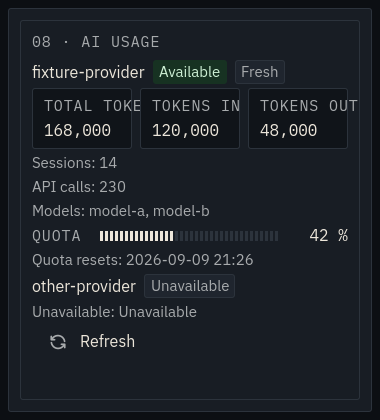 08 · AI USAGE
fixture-provider Available Fresh
TOTAL TOKE TOKENS IN TOKENS OUT
168,000 120,000 48,000
Sessions: 14
API calls: 230
Models: model-a, model-b
QUOTA 42 %
Quota resets: 2026-09-09 21:26
other-provider Unavailable
Unavailable: Unavailable
Refresh